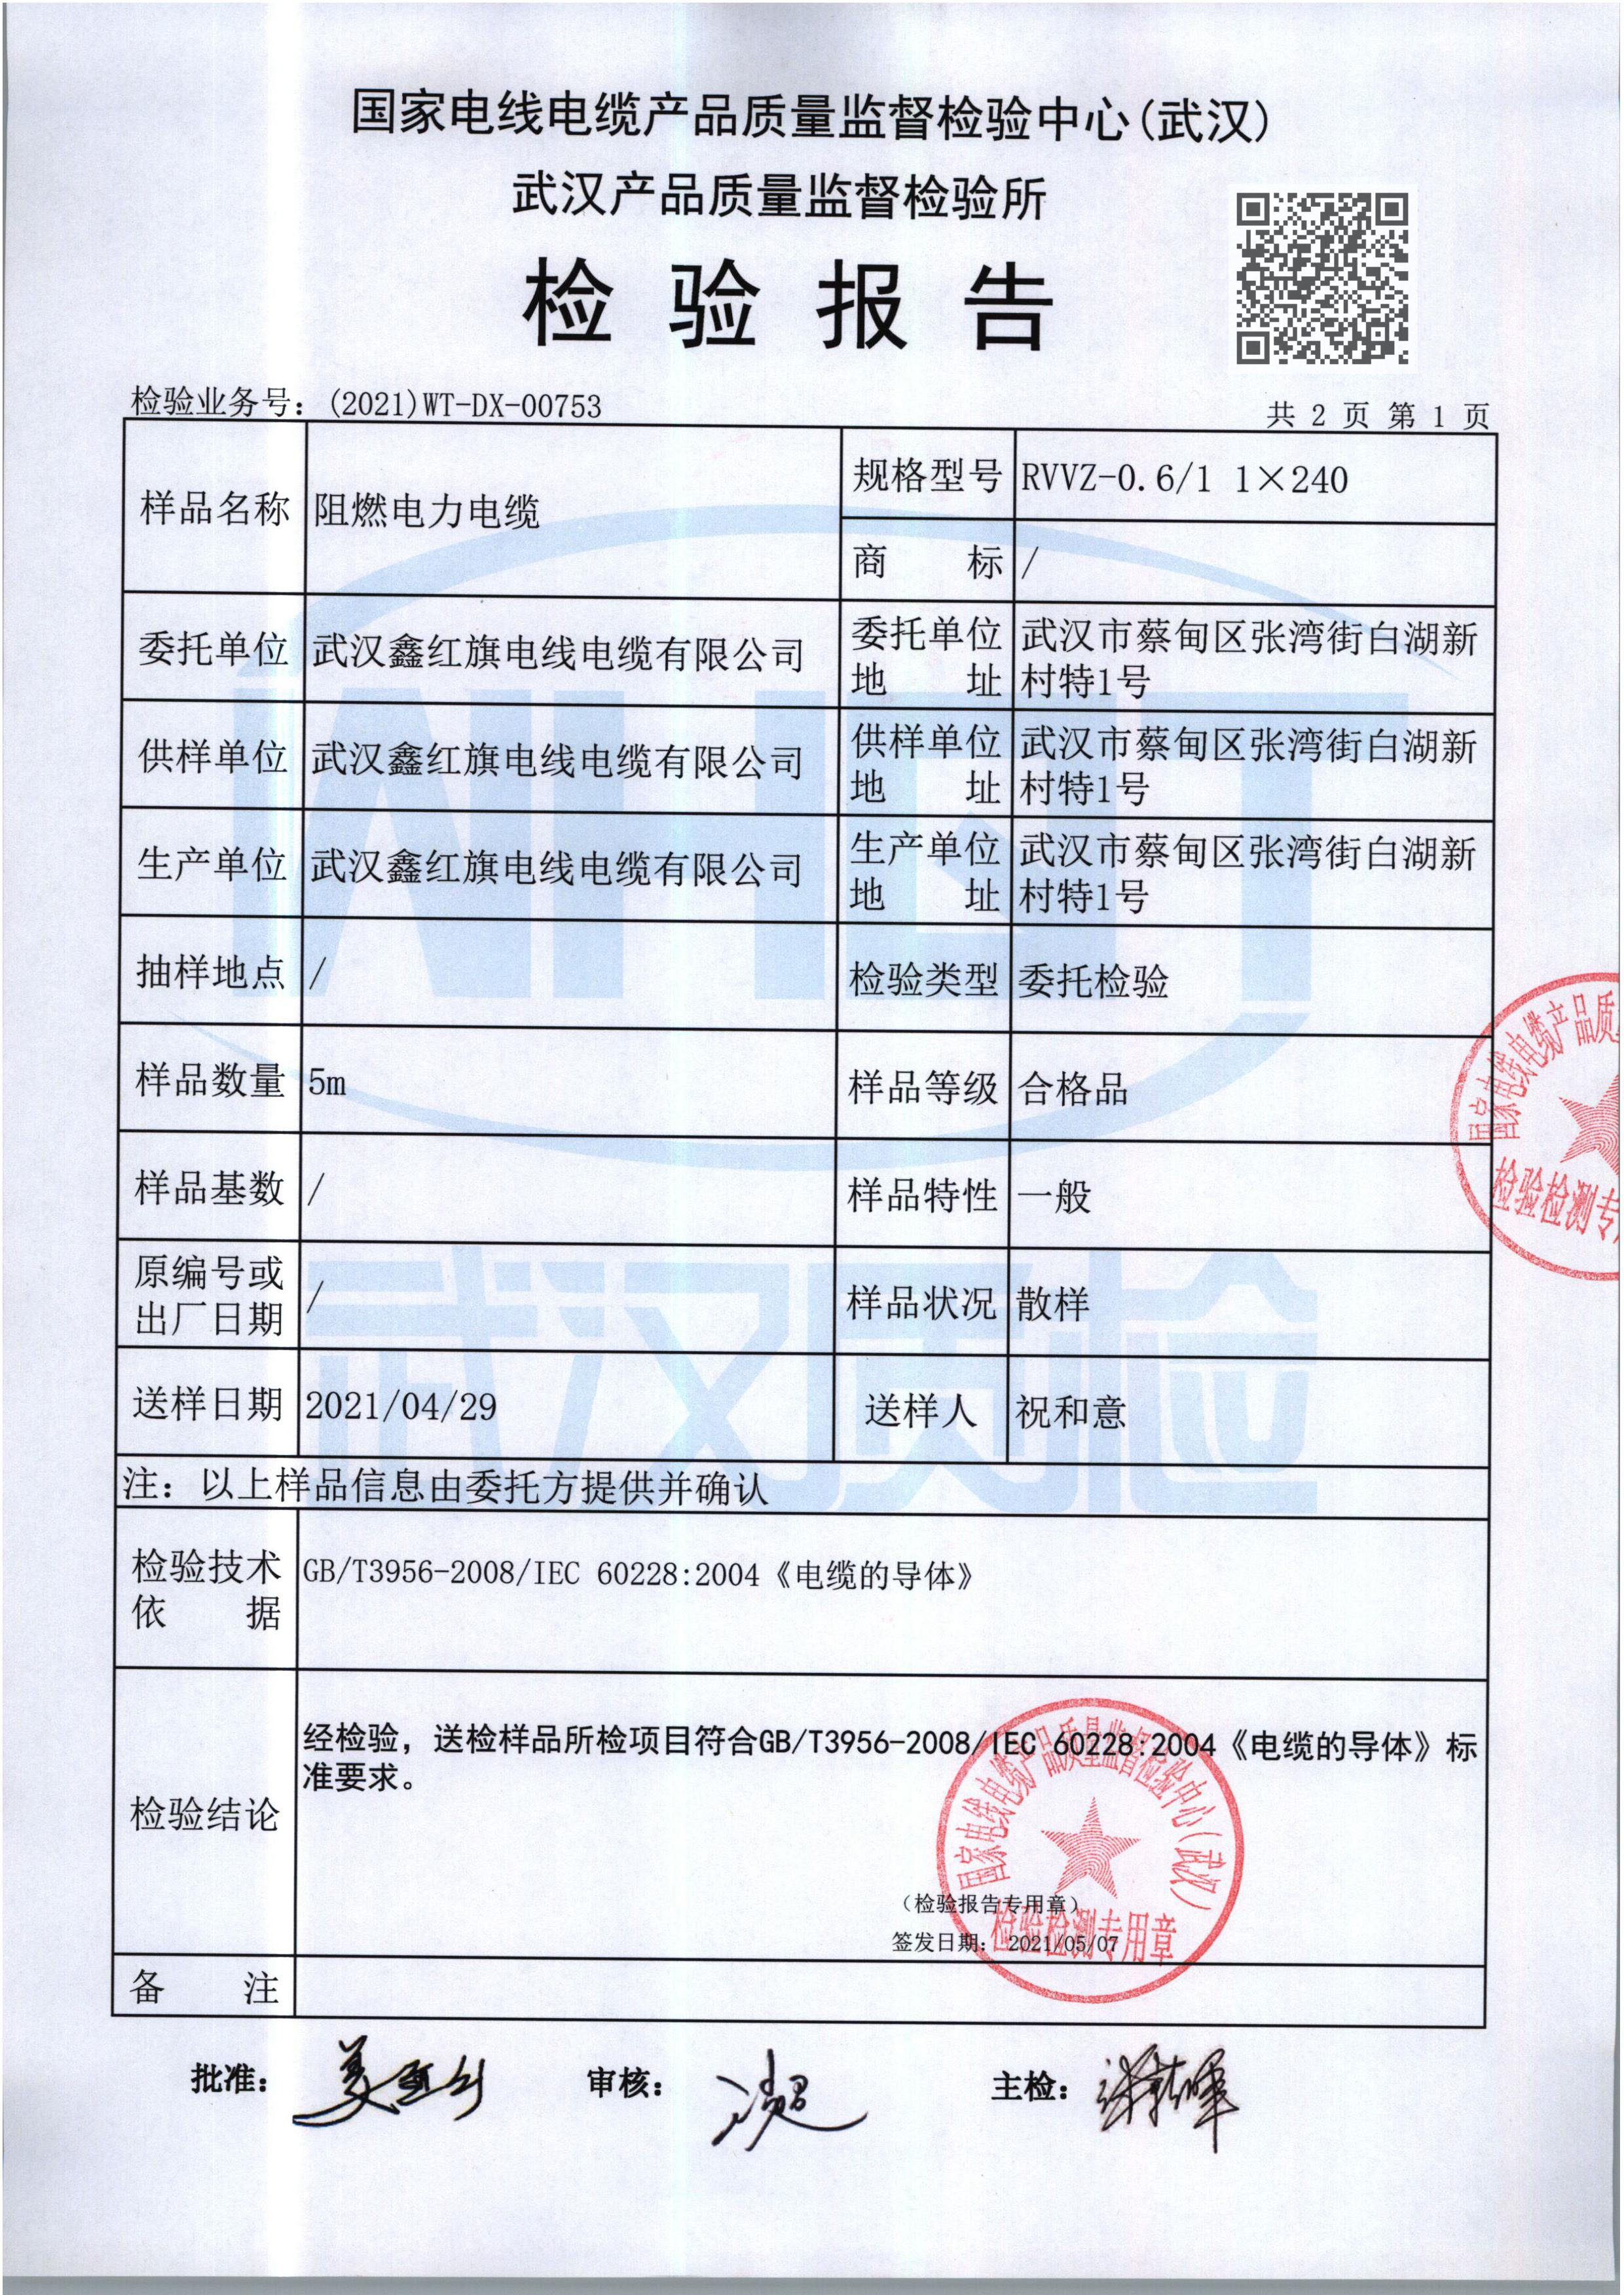 国家电线电缆产品质量监督检验中心(武汉)
武汉产品质量监督检验所
检验报告
检验业务号：(2021)WT-DX-00753
共 2 页 第 1 页
样品名称 阻燃电力电缆 规格型号 RVVZ-0.6/1 1×240
商标 /
委托单位 武汉鑫红旗电线电缆有限公司 委托单位地址 武汉市蔡甸区张湾街白湖新
村特1号
供样单位 武汉鑫红旗电线电缆有限公司 供样单位地址 武汉市蔡甸区张湾街白湖新
村特1号
生产单位 武汉鑫红旗电线电缆有限公司 生产单位地址 武汉市蔡甸区张湾街白湖新
村特1号
抽样地点 / 检验类型 委托检验
样品数量 5m 样品等级 合格品
样品基数 / 样品特性 一般
原编号或
出厂日期 / 样品状况 散样
送样日期 2021/04/29 送样人 祝和意
注：以上样品信息由委托方提供并确认
检验技术
依据 GB/T3956-2008/IEC 60228:2004《电缆的导体》
检验结论
经检验，送检样品所检项目符合GB/T3956-2008/IEC 60228:2004《电缆的导体》标
准要求。
(检验报告专用章)
签发日期： 2021/05/07
备注
批准： 审核： 主检：
国家电线电缆产品质量监督检验中心(武汉)
检验检测专用章
国家电线电缆产品质
检验检测专
WHQT
武汉质检